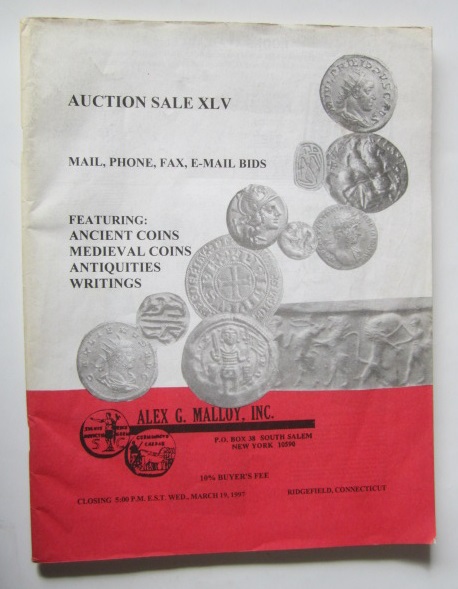 AUCTION SALE XLV
MAIL, PHONE, FAX, E-MAIL BIDS
FEATURING:
ANCIENT COINS
MEDIEVAL COINS
ANTIQUITIES
WRITINGS
ALEX G. MALLOY, INC.
P.O. BOX 38 SOUTH SALEM
NEW YORK 10590
10% BUYER'S FEE
CLOSING 5:00 P.M. E.S.T. WED., MARCH 19, 1997
RIDGEFIELD, CONNECTICUT